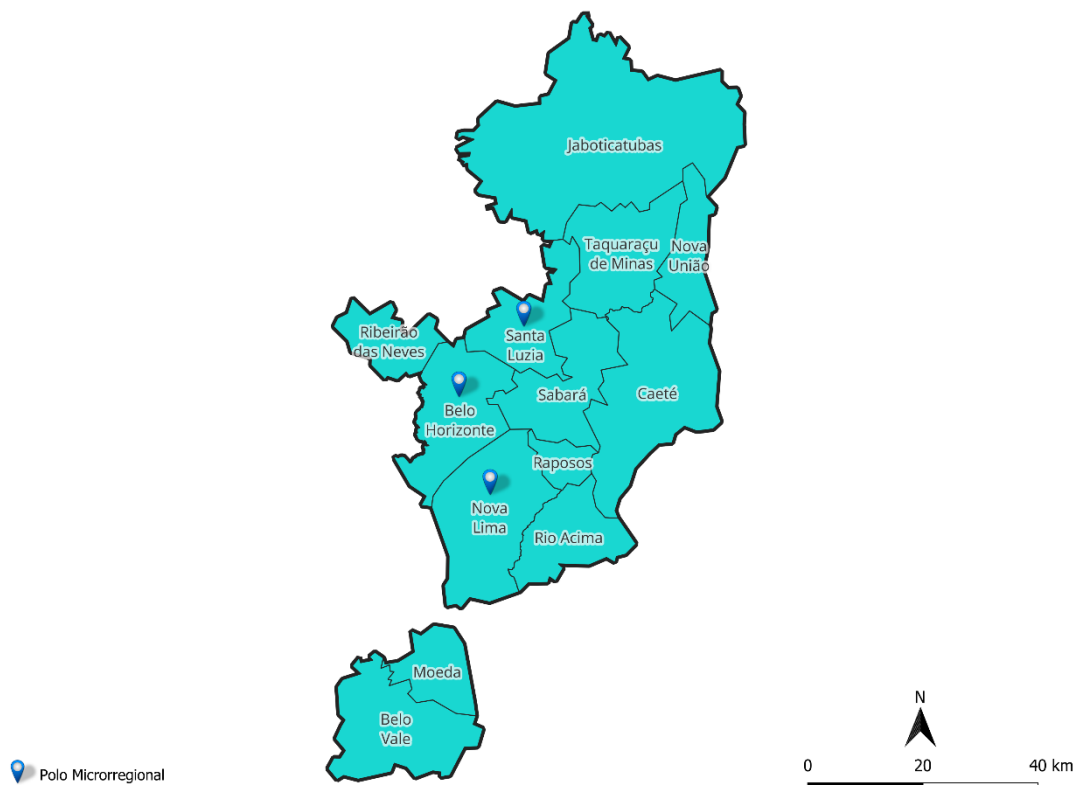 Jaboticatubas
Taquaraçu
de Minas
Nova
União
Ribeirão
das Neves
Santa
Luzia
Belo
Horizonte
Sabará
Caeté
Raposos
Nova
Lima
Rio Acima
Moeda
Belo
Vale
Polo Microrregional
N
0 20 40 km